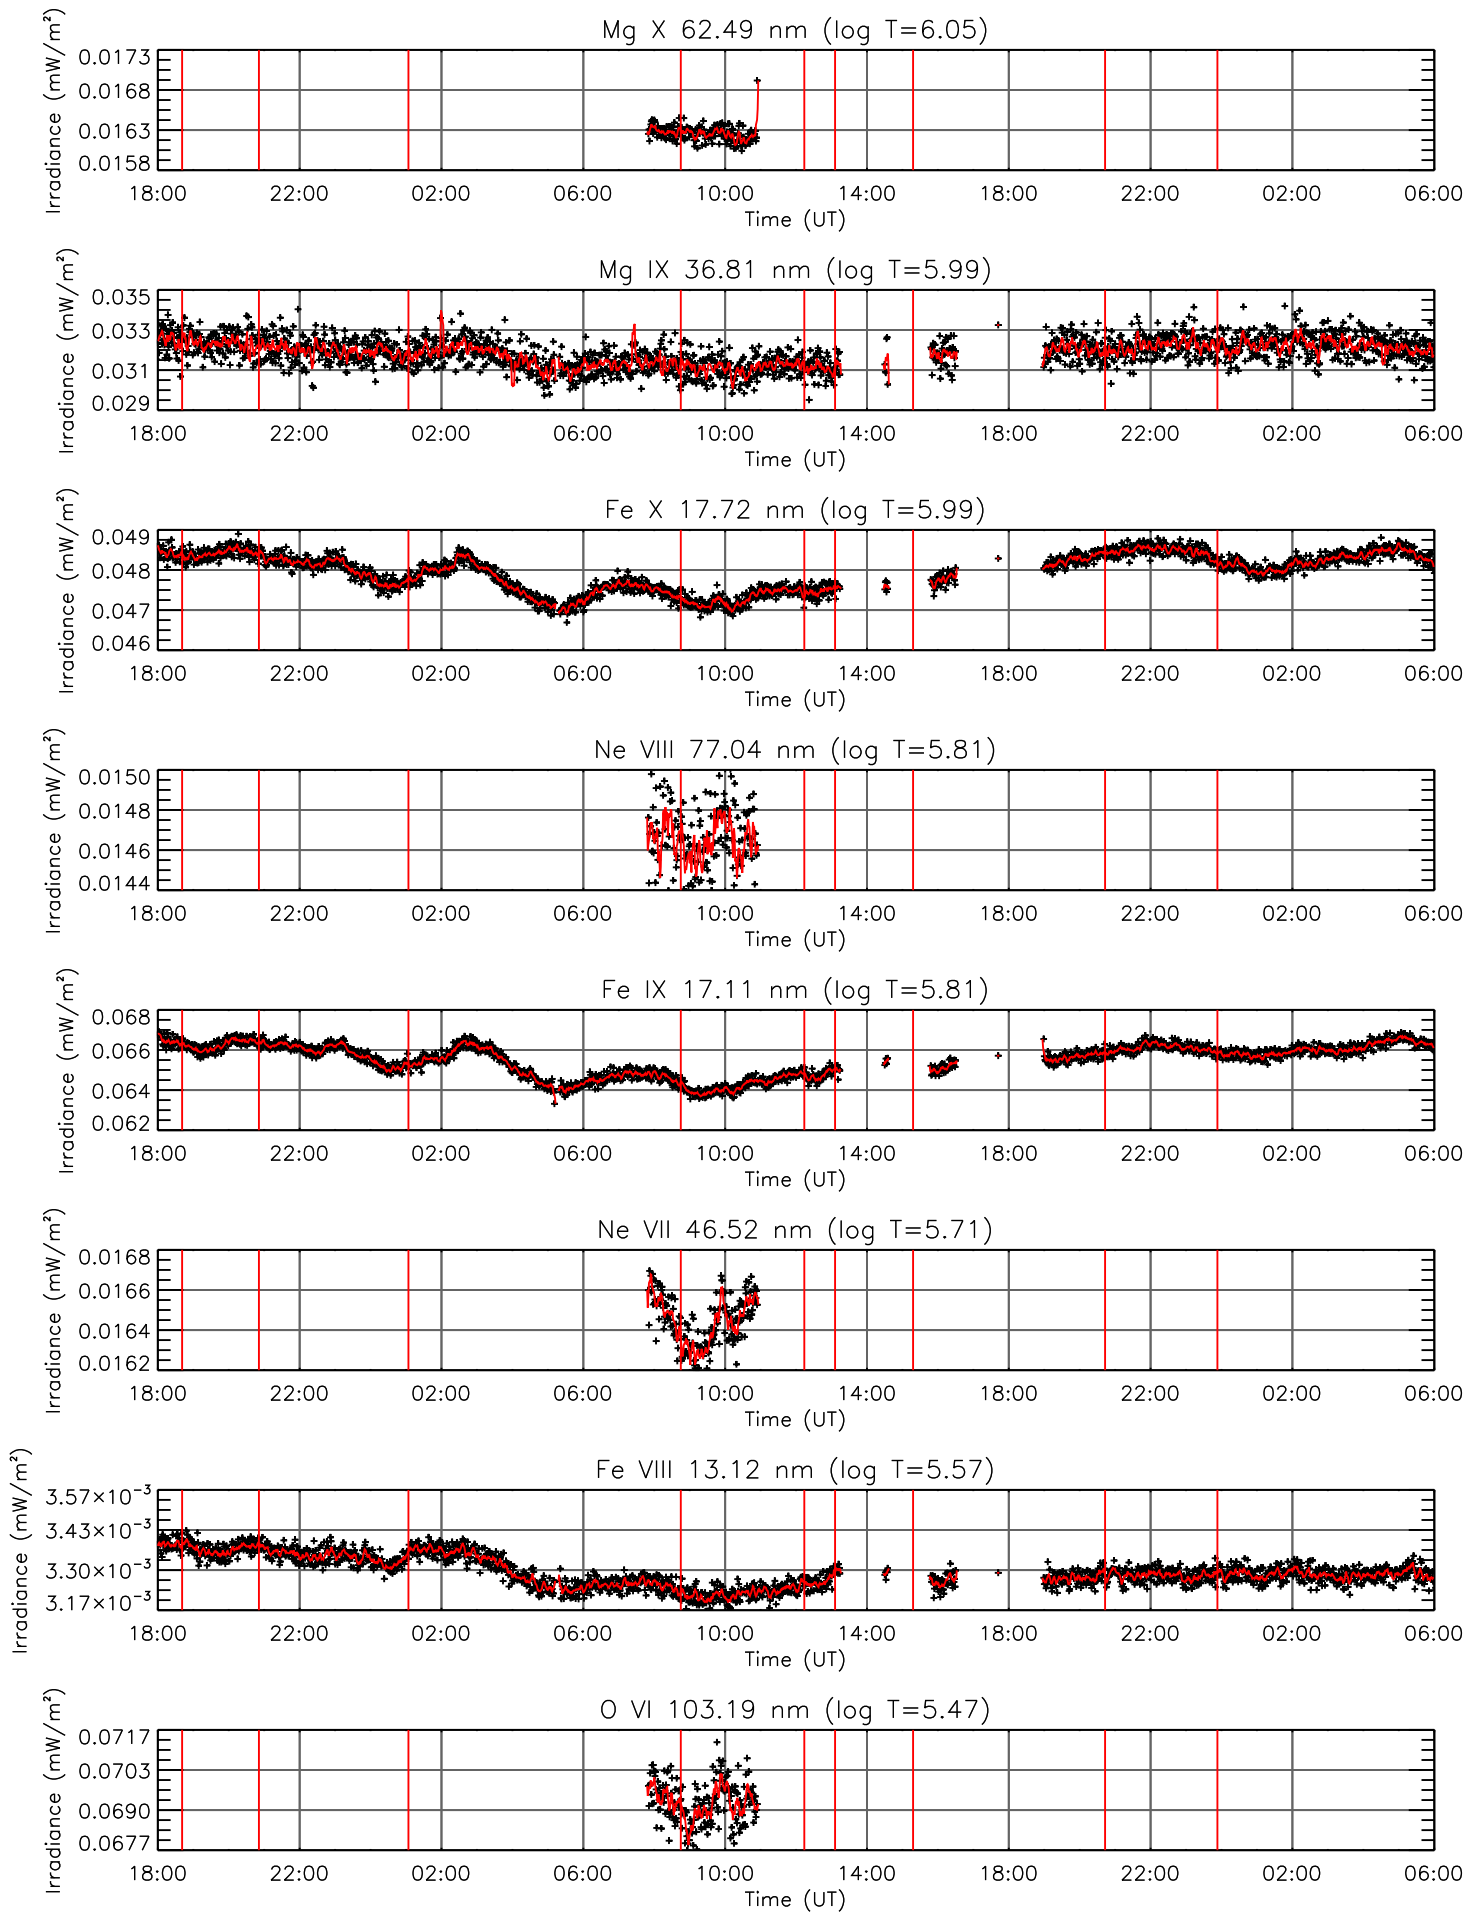 Mg X 62.49 nm (log T=6.05)
Irradiance (mW/m²)
0.0173
0.0168
0.0163
0.0158
18:00 22:00 02:00 06:00 10:00 14:00 18:00 22:00 02:00 06:00
Time (UT)
Mg IX 36.81 nm (log T=5.99)
Irradiance (mW/m²)
0.035
0.033
0.031
0.029
18:00 22:00 02:00 06:00 10:00 14:00 18:00 22:00 02:00 06:00
Time (UT)
Fe X 17.72 nm (log T=5.99)
Irradiance (mW/m²)
0.049
0.048
0.047
0.046
18:00 22:00 02:00 06:00 10:00 14:00 18:00 22:00 02:00 06:00
Time (UT)
Ne VIII 77.04 nm (log T=5.81)
Irradiance (mW/m²)
0.0150
0.0148
0.0146
0.0144
18:00 22:00 02:00 06:00 10:00 14:00 18:00 22:00 02:00 06:00
Time (UT)
Fe IX 17.11 nm (log T=5.81)
Irradiance (mW/m²)
0.068
0.066
0.064
0.062
18:00 22:00 02:00 06:00 10:00 14:00 18:00 22:00 02:00 06:00
Time (UT)
Ne VII 46.52 nm (log T=5.71)
Irradiance (mW/m²)
0.0168
0.0166
0.0164
0.0162
18:00 22:00 02:00 06:00 10:00 14:00 18:00 22:00 02:00 06:00
Time (UT)
Fe VIII 13.12 nm (log T=5.57)
Irradiance (mW/m²)
3.57×10⁻³
3.43×10⁻³
3.30×10⁻³
3.17×10⁻³
18:00 22:00 02:00 06:00 10:00 14:00 18:00 22:00 02:00 06:00
Time (UT)
O VI 103.19 nm (log T=5.47)
Irradiance (mW/m²)
0.0717
0.0703
0.0690
0.0677
18:00 22:00 02:00 06:00 10:00 14:00 18:00 22:00 02:00 06:00
Time (UT)